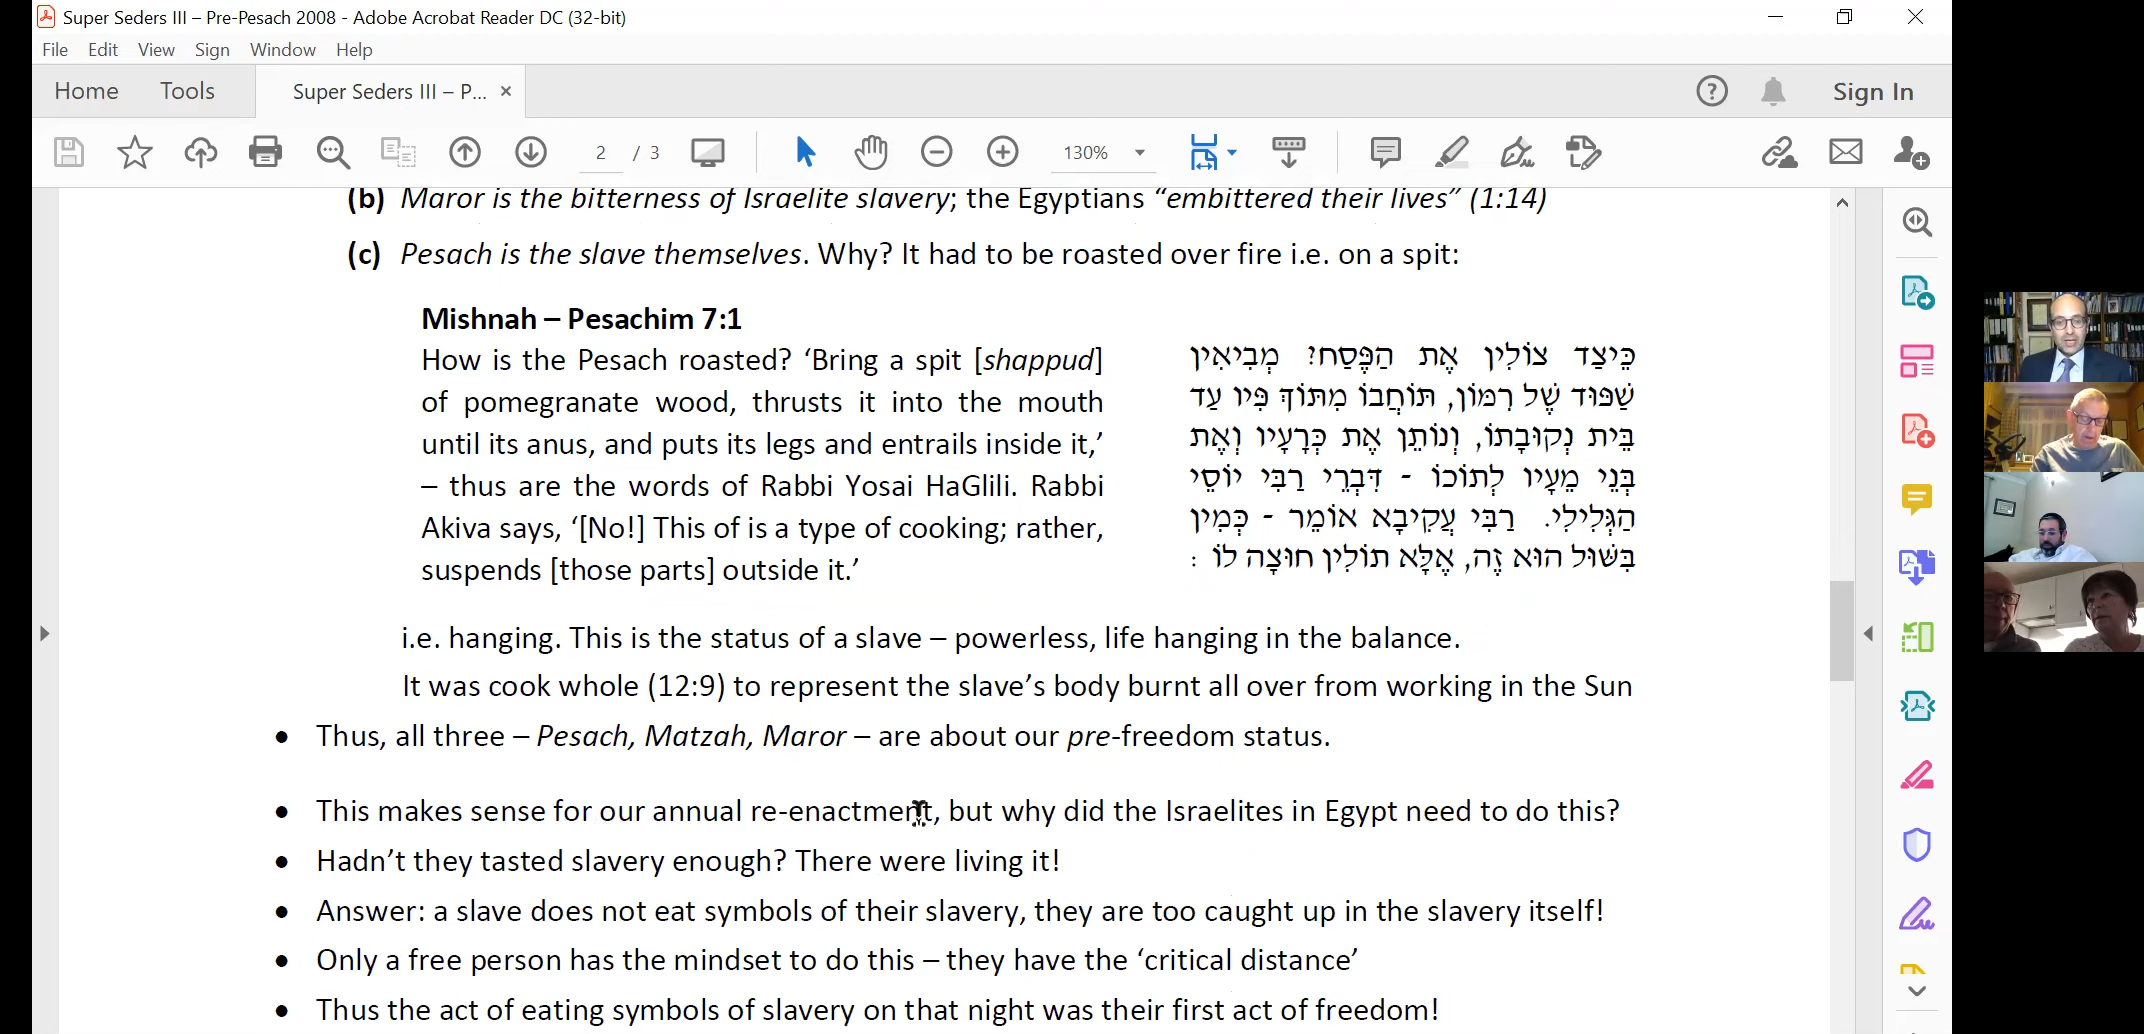 Super Seders III – Pre-Pesach 2008 - Adobe Acrobat Reader DC (32-bit)
File Edit View Sign Window Help
Home Tools Super Seders III – P... × Sign In
2 / 3 130%
(b) Maror is the bitterness of Israelite slavery; the Egyptians “embittered their lives” (1:14)
(c) Pesach is the slave themselves. Why? It had to be roasted over fire i.e. on a spit:
Mishnah – Pesachim 7:1
How is the Pesach roasted? ‘Bring a spit [shappud]
of pomegranate wood, thrusts it into the mouth
until its anus, and puts its legs and entrails inside it,’
– thus are the words of Rabbi Yosai HaGlili. Rabbi
Akiva says, ‘[No!] This of is a type of cooking; rather,
suspends [those parts] outside it.’
כֵּיצַד צוֹלִין אֶת הַפֶּסַח? מְבִיאִין
שַׁפּוּד שֶׁל רִמּוֹן, תּוֹחֲבוֹ מִתּוֹךְ פִּיו עַד
בֵּית נְקוּבָתוֹ, וְנוֹתֵן אֶת כְּרָעָיו וְאֶת
בְּנֵי מֵעָיו לְתוֹכוֹ - דִּבְרֵי רַבִּי יוֹסֵי
הַגְּלִילִי. רַבִּי עֲקִיבָא אוֹמֵר - כְּמִין
בִּשּׁוּל הוּא זֶה, אֶלָּא תוֹלִין חוּצָה לוֹ :
i.e. hanging. This is the status of a slave – powerless, life hanging in the balance.
It was cook whole (12:9) to represent the slave’s body burnt all over from working in the Sun
• Thus, all three – Pesach, Matzah, Maror – are about our pre-freedom status.
• This makes sense for our annual re-enactment, but why did the Israelites in Egypt need to do this?
• Hadn’t they tasted slavery enough? There were living it!
• Answer: a slave does not eat symbols of their slavery, they are too caught up in the slavery itself!
• Only a free person has the mindset to do this – they have the ‘critical distance’
• Thus the act of eating symbols of slavery on that night was their first act of freedom!